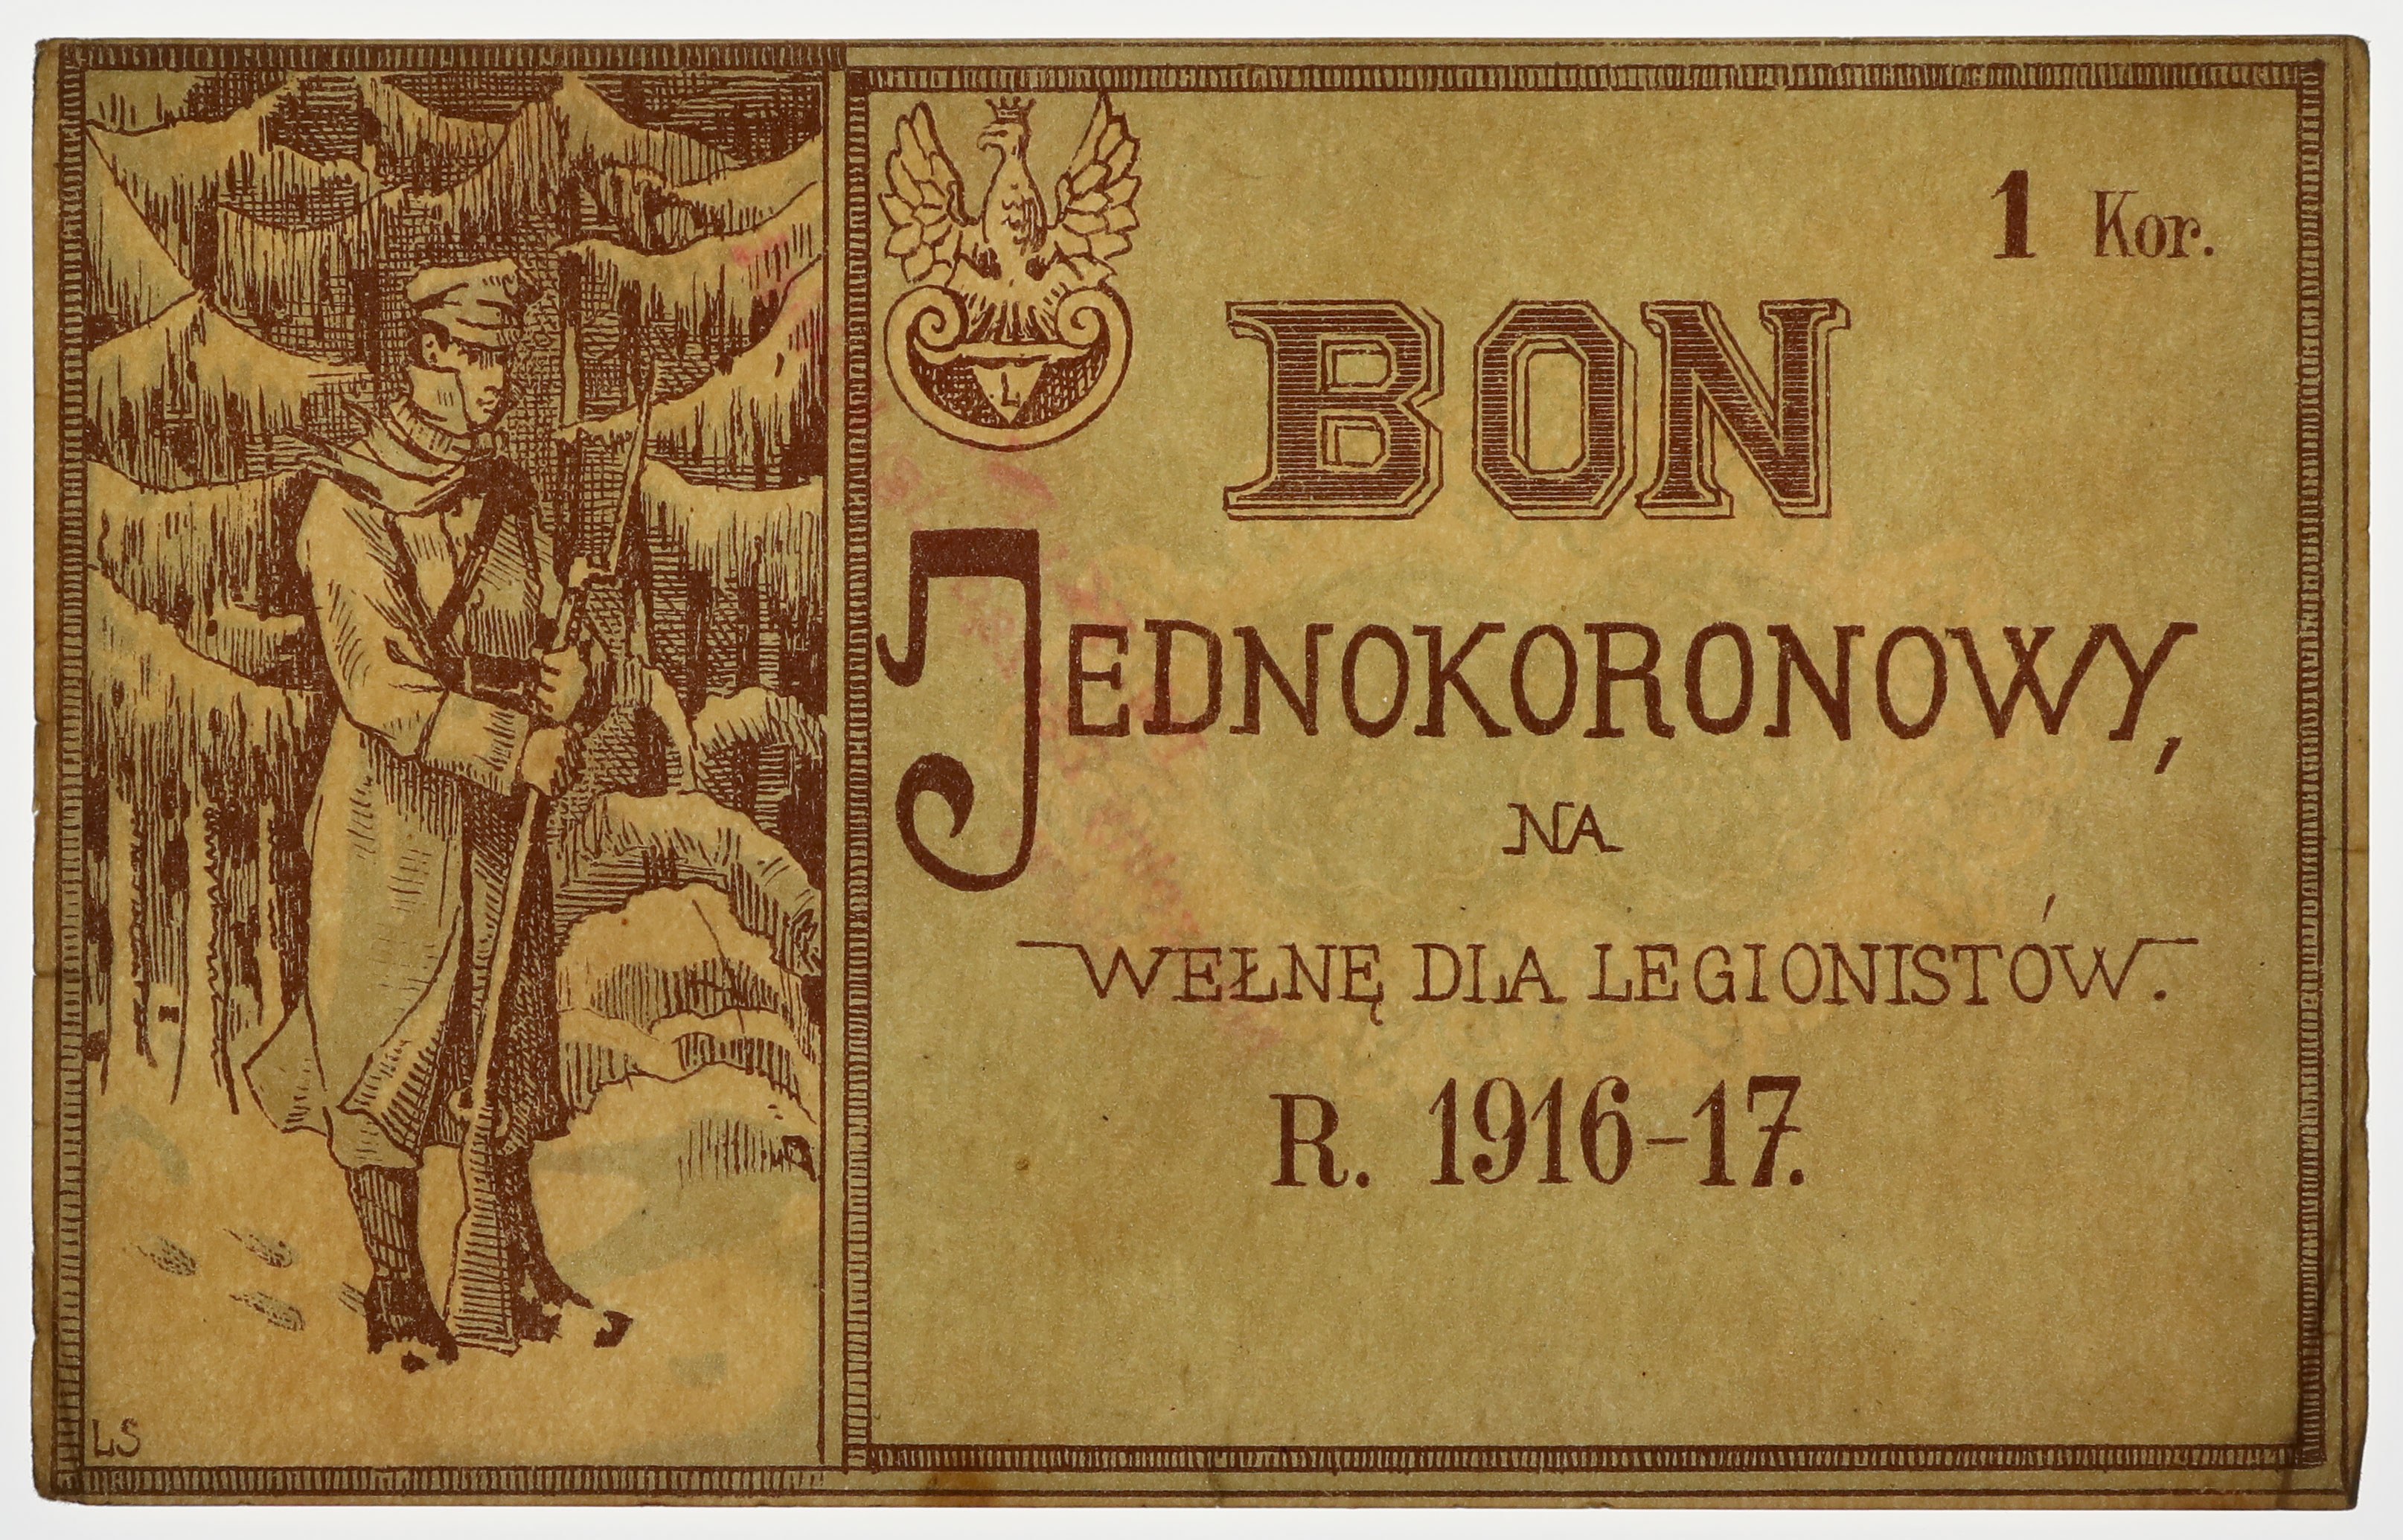 1 Kor.
L
BON
JEDNOKORONOWY,
NA
WEŁNĘ DLA LEGIONISTÓW.
R. 1916-17.
LS